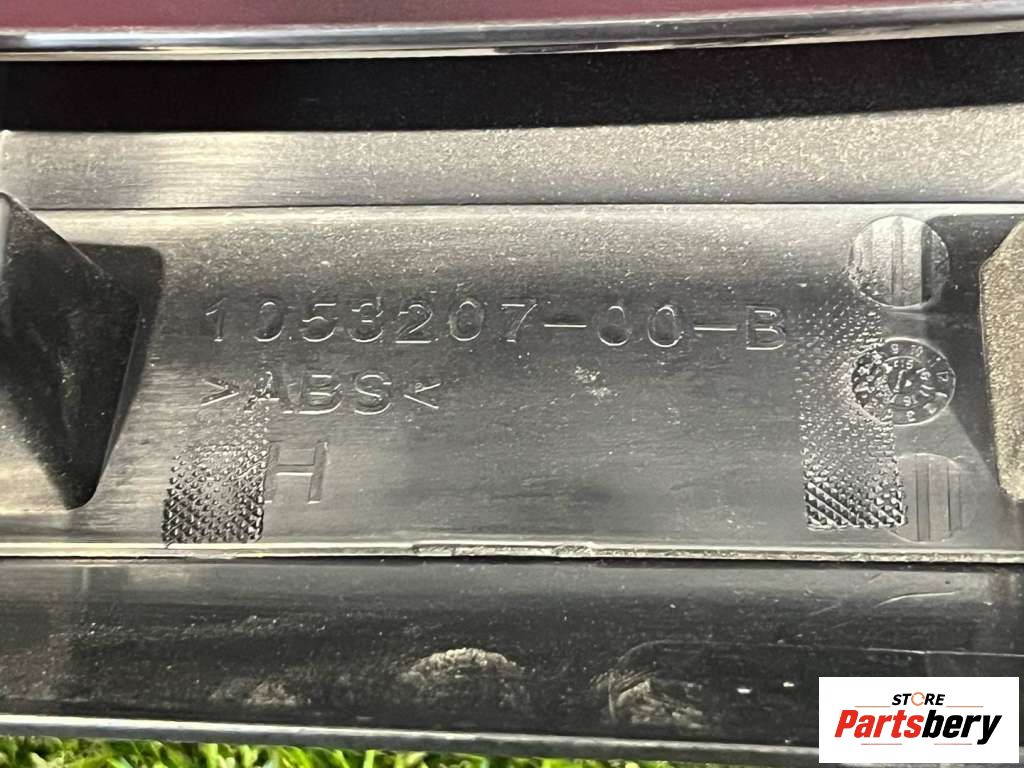 1053207-00-B
>ABS<
H
STORE
Partsbery